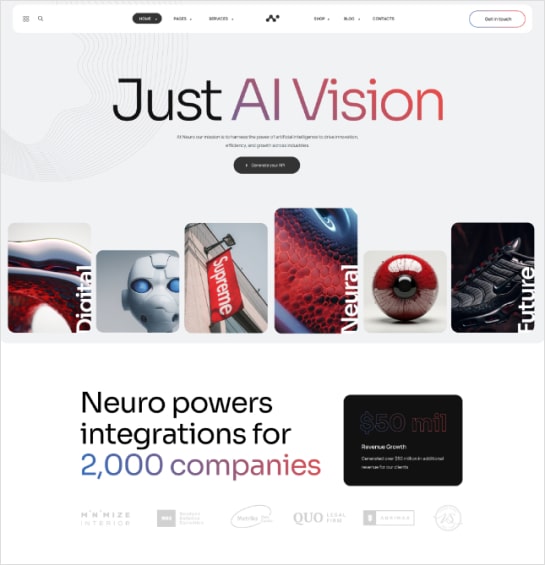 HOME
PAGES
SERVICES
SHOP
BLOG
CONTACTS
Get in touch
Just AI Vision
At Neuro our mission is to harness the power of artificial intelligence to drive innovation,
efficiency, and growth across industries.
Generate your
Digital
Supreme
Neural
Future
Neuro powers
integrations for
2,000 companies
$50 mil
Revenue Growth
Generated over $50 million in additional
revenue for our clients
MINIMIZE
INTERIOR
QUO LEGAL
FIRM